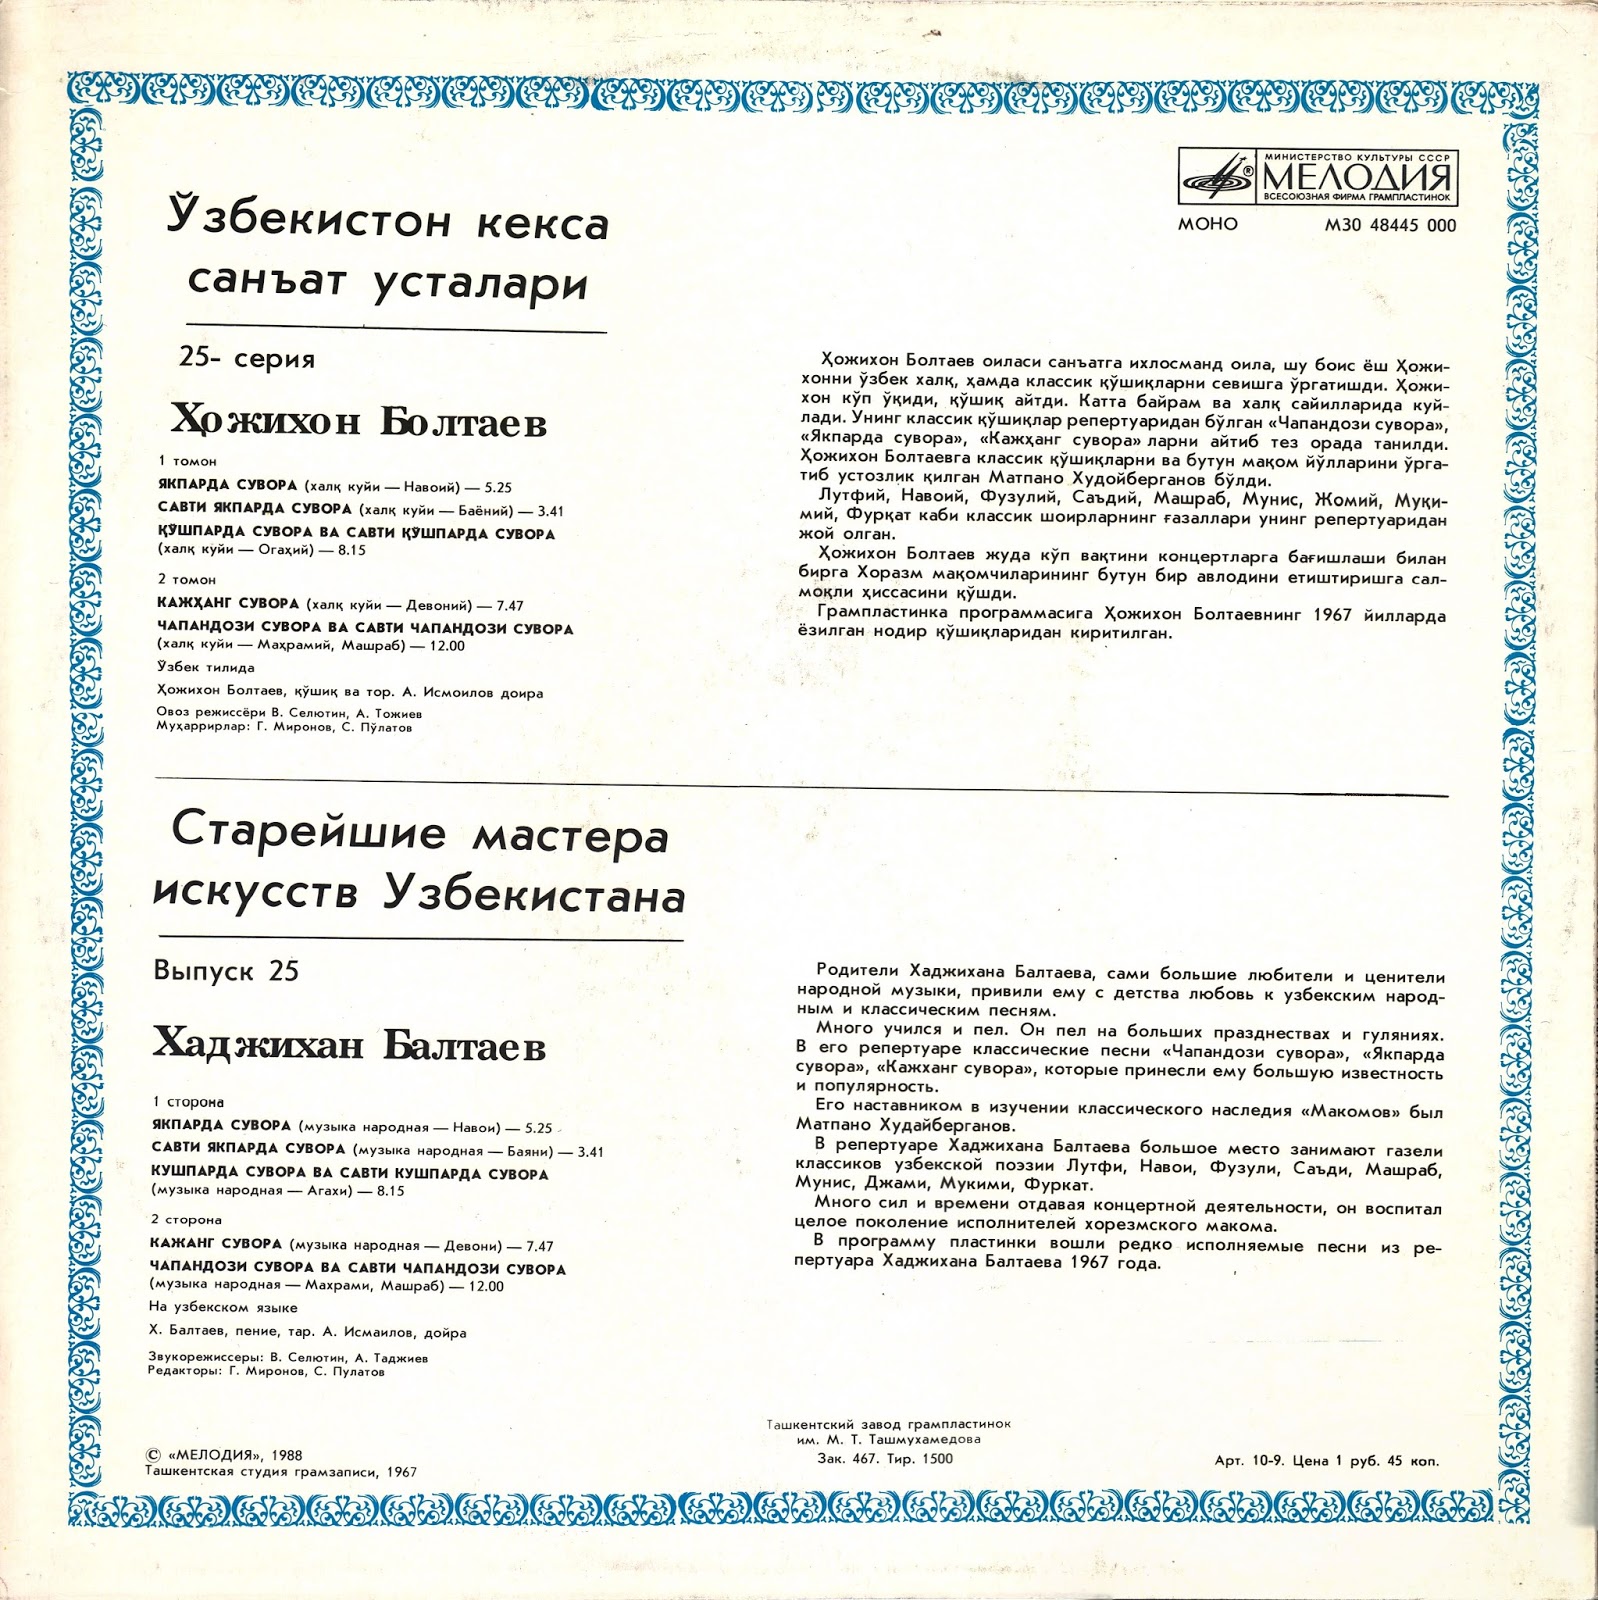 МИНИСТЕРСТВО КУЛЬТУРЫ СССР
МЕЛОДИЯ
ВСЕСОЮЗНАЯ ФИРМА ГРАМПЛАСТИНОК
МОНО М30 48445 000
Ўзбекистон кекса
санъат усталари
25- серия
Ҳожихон Болтаев
1 томон
ЯКПАРДА СУВОРА (халқ куйи — Навоий) — 5.25
САВТИ ЯКПАРДА СУВОРА (халқ куйи — Баёний) — 3.41
ҚЎШПАРДА СУВОРА ВА САВТИ ҚЎШПАРДА СУВОРА
(халқ куйи — Огаҳий) — 8.15
2 томон
КАЖҲАНГ СУВОРА (халқ куйи — Девоний) — 7.47
ЧАПАНДОЗИ СУВОРА ВА САВТИ ЧАПАНДОЗИ СУВОРА
(халқ куйи — Маҳрамий, Машраб) — 12.00
Ўзбек тилида
Ҳожихон Болтаев, қўшиқ ва тор. А. Исмоилов доира
Овоз режиссёри В. Селютин, А. Тожиев
Муҳаррирлар: Г. Миронов, С. Пўлатов
Ҳожихон Болтаев оиласи санъатга ихлосманд оила, шу боис ёш Ҳожи-
хонни ўзбек халқ, ҳамда классик қўшиқларни севишга ўргатишди. Ҳожи-
хон кўп ўқиди, қўшиқ айтди. Катта байрам ва халқ сайилларида куй-
лади. Унинг классик қўшиқлар репертуаридан бўлган «Чапандози сувора»,
«Якпарда сувора», «Кажҳанг сувора» ларни айтиб тез орада танилди.
Ҳожихон Болтаевга классик қўшиқларни ва бутун мақом йўлларини ўрга-
тиб устозлик қилган Матпано Худойберганов бўлди.
Лутфий, Навоий, Фузулий, Саъдий, Машраб, Мунис, Жомий, Муқи-
мий, Фурқат каби классик шоирларнинг ғазаллари унинг репертуаридан
жой олган.
Ҳожихон Болтаев жуда кўп вақтини концертларга бағишлаши билан
бирга Хоразм мақомчиларининг бутун бир авлодини етиштиришга сал-
моқли ҳиссасини қўшди.
Грампластинка программасига Ҳожихон Болтаевнинг 1967 йилларда
ёзилган нодир қўшиқларидан киритилган.
Старейшие мастера
искусств Узбекистана
Выпуск 25
Хаджихан Балтаев
1 сторона
ЯКПАРДА СУВОРА (музыка народная — Навои) — 5.25
САВТИ ЯКПАРДА СУВОРА (музыка народная — Баяни) — 3.41
КУШПАРДА СУВОРА ВА САВТИ КУШПАРДА СУВОРА
(музыка народная — Агахи) — 8.15
2 сторона
КАЖАНГ СУВОРА (музыка народная — Девони) — 7.47
ЧАПАНДОЗИ СУВОРА ВА САВТИ ЧАПАНДОЗИ СУВОРА
(музыка народная — Махрами, Машраб) — 12.00
На узбекском языке
Х. Балтаев, пение, тар. А. Исмаилов, дойра
Звукорежиссеры: В. Селютин, А. Таджиев
Редакторы: Г. Миронов, С. Пулатов
Родители Хаджихана Балтаева, сами большие любители и ценители
народной музыки, привили ему с детства любовь к узбекским народ-
ным и классическим песням.
Много учился и пел. Он пел на больших празднествах и гуляниях.
В его репертуаре классические песни «Чапандози сувора», «Якпарда
сувора», «Кажханг сувора», которые принесли ему большую известность
и популярность.
Его наставником в изучении классического наследия «Макомов» был
Матпано Худайберганов.
В репертуаре Хаджихана Балтаева большое место занимают газели
классиков узбекской поэзии Лутфи, Навои, Фузули, Саъди, Машраб,
Мунис, Джами, Мукими, Фуркат.
Много сил и времени отдавая концертной деятельности, он воспитал
целое поколение исполнителей хорезмского макома.
В программу пластинки вошли редко исполняемые песни из ре-
пертуара Хаджихана Балтаева 1967 года.
© «МЕЛОДИЯ», 1988
Ташкентская студия грамзаписи, 1967
Ташкентский завод грампластинок
им. М. Т. Ташмухамедова
Зак. 467. Тир. 1500
Арт. 10-9. Цена 1 руб. 45 коп.